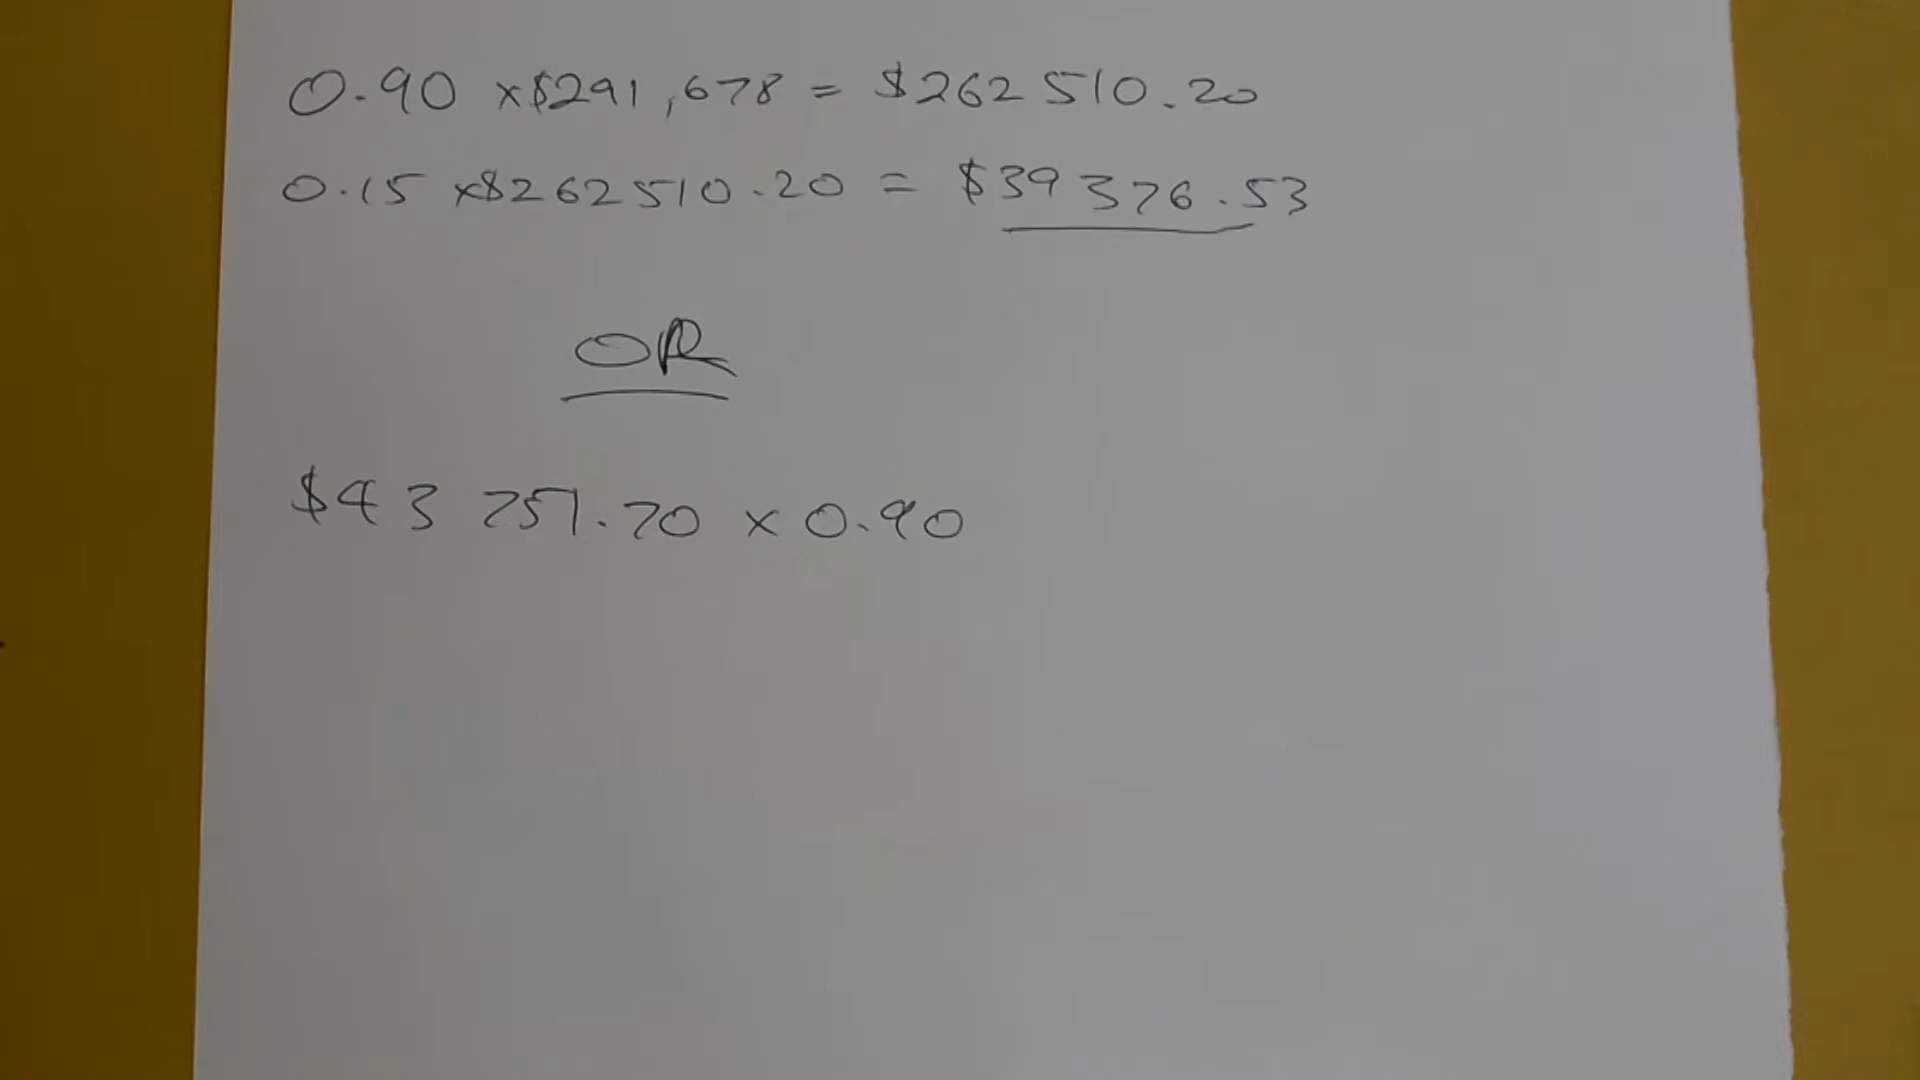 0.90 x $291,678 = $262 510.20
0.15 x $262 510.20 = $39 376.53
OR
$43 751.70 x 0.90